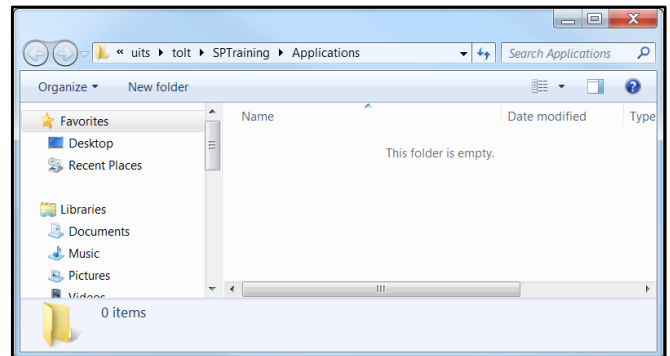 « uits ▸ tolt ▸ SPTraining ▸ Applications Search Applications
Organize ▾ New folder
Favorites
Desktop
Recent Places
Libraries
Documents
Music
Pictures
Videos
Name Date modified Type
This folder is empty.
0 items